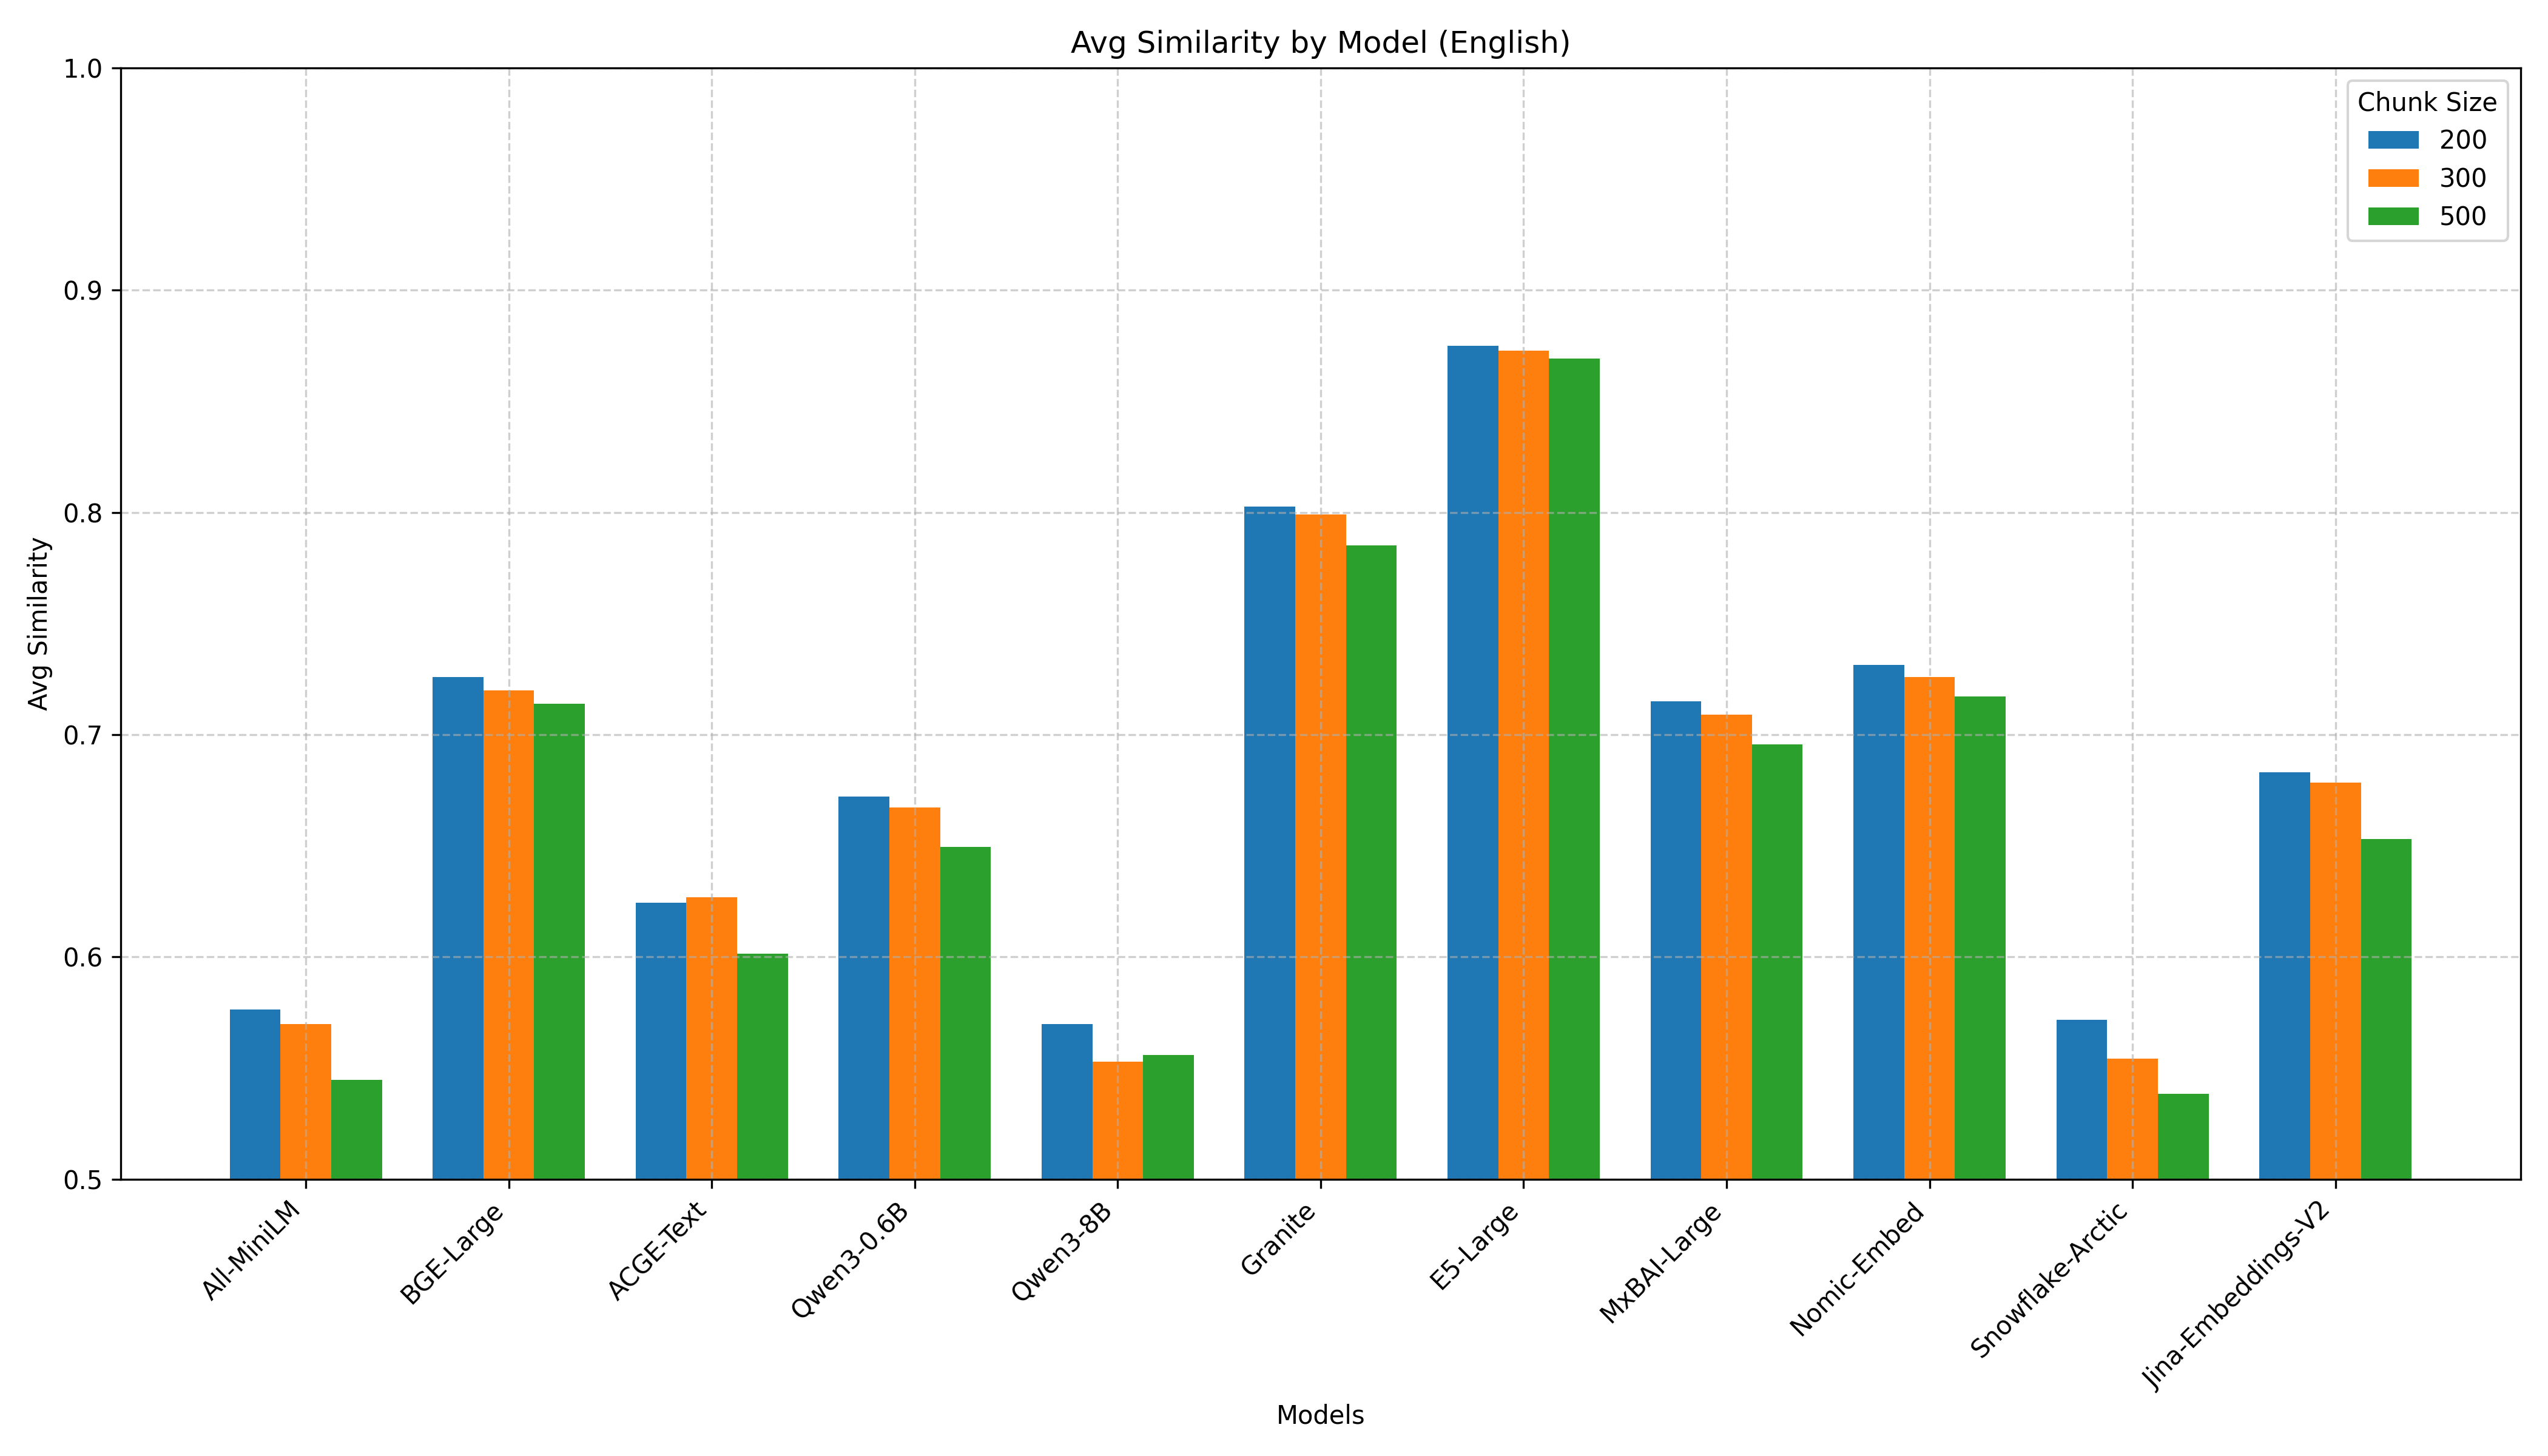 Avg Similarity by Model (English)
Chunk Size
200
300
500
Avg Similarity
1.0
0.9
0.8
0.7
0.6
0.5
All-MiniLM
BGE-Large
ACGE-Text
Qwen3-0.6B
Qwen3-8B
Granite
E5-Large
MxBAI-Large
Nomic-Embed
Snowflake-Arctic
Jina-Embeddings-V2
Models